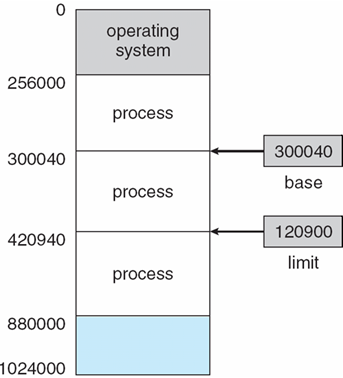 0
operating
system
256000
process
300040
300040
base
process
420940
120900
limit
process
880000
1024000